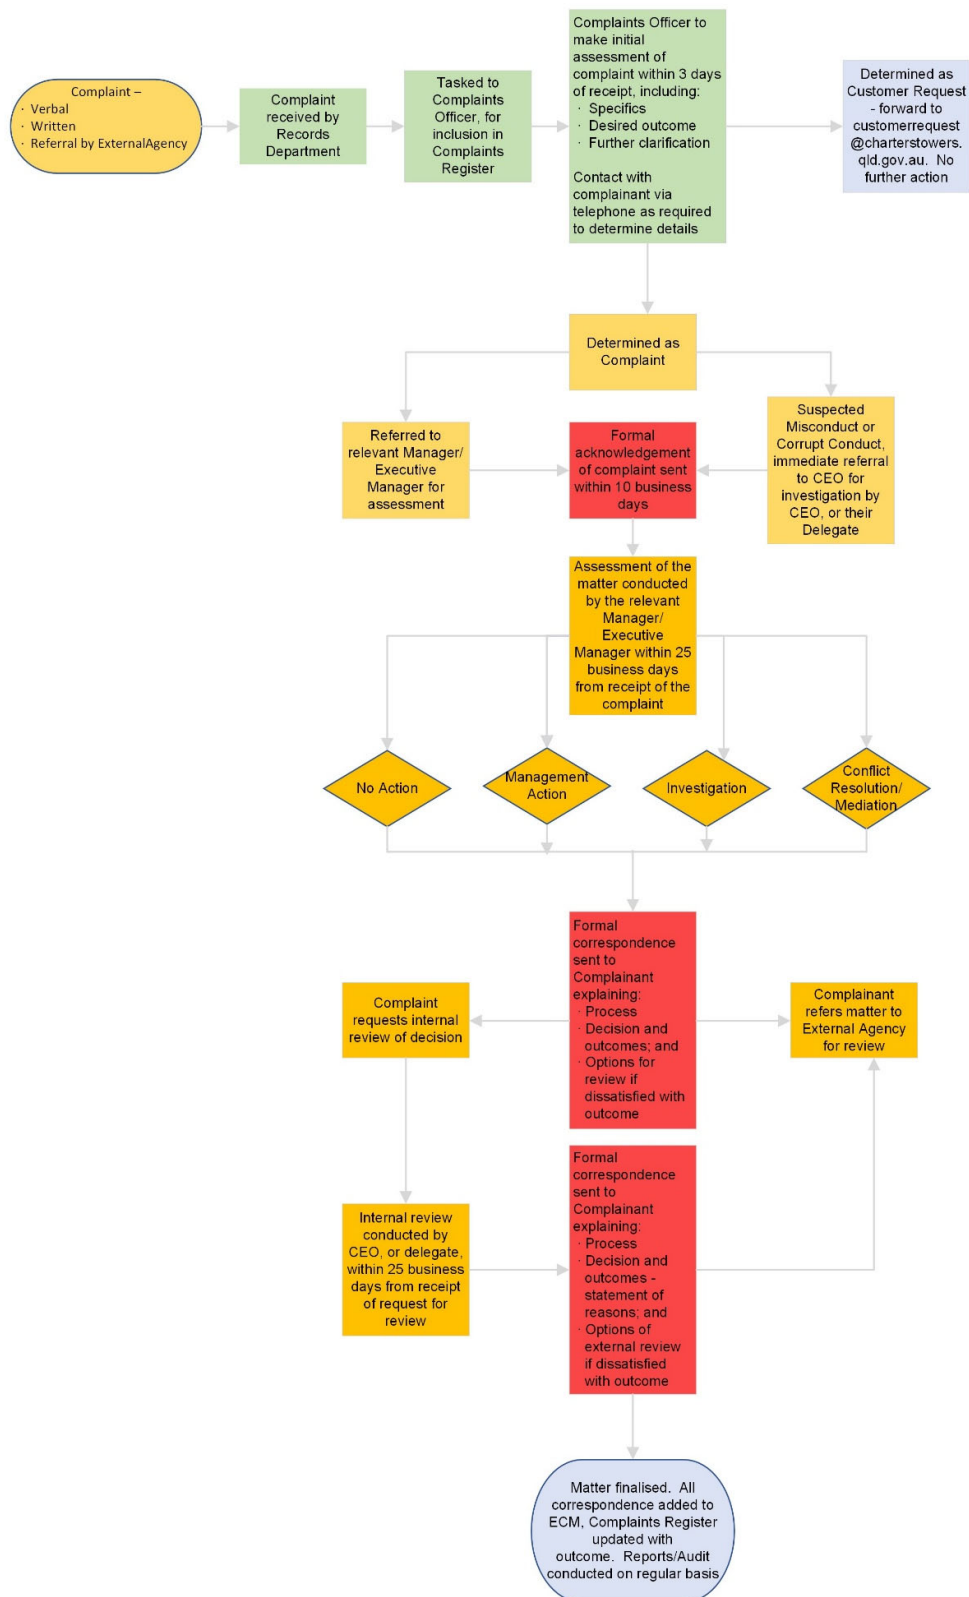 Complaint –
· Verbal
· Written
· Referral by ExternalAgency
Complaint
received by
Records
Department
Tasked to
Complaints
Officer, for
inclusion in
Complaints
Register
Complaints Officer to
make initial
assessment of
complaint within 3 days
of receipt, including:
· Specifics
· Desired outcome
· Further clarification
Contact with
complainant via
telephone as required
to determine details
Determined as
Customer Request
- forward to
customerrequest
@charterstowers.
qld.gov.au. No
further action
Determined as
Complaint
Referred to
relevant Manager/
Executive
Manager for
assessment
Formal
acknowledgement
of complaint sent
within 10 business
days
Suspected
Misconduct or
Corrupt Conduct,
immediate referral
to CEO for
investigation by
CEO, or their
Delegate
Assessment of the
matter conducted
by the relevant
Manager/
Executive
Manager within 25
business days
from receipt of the
complaint
No Action
Management
Action
Investigation
Conflict
Resolution/
Mediation
Formal
correspondence
sent to
Complainant
explaining:
· Process
· Decision and
outcomes; and
· Options for
review if
dissatisfied with
outcome
Complaint
requests internal
review of decision
Complainant
refers matter to
External Agency
for review
Internal review
conducted by
CEO, or delegate,
within 25 business
days from receipt
of request for
review
Formal
correspondence
sent to
Complainant
explaining:
· Process
· Decision and
outcomes -
statement of
reasons; and
· Options of
external review
if dissatisfied
with outcome
Matter finalised. All
correspondence added to
ECM, Complaints Register
updated with
outcome. Reports/Audit
conducted on regular basis